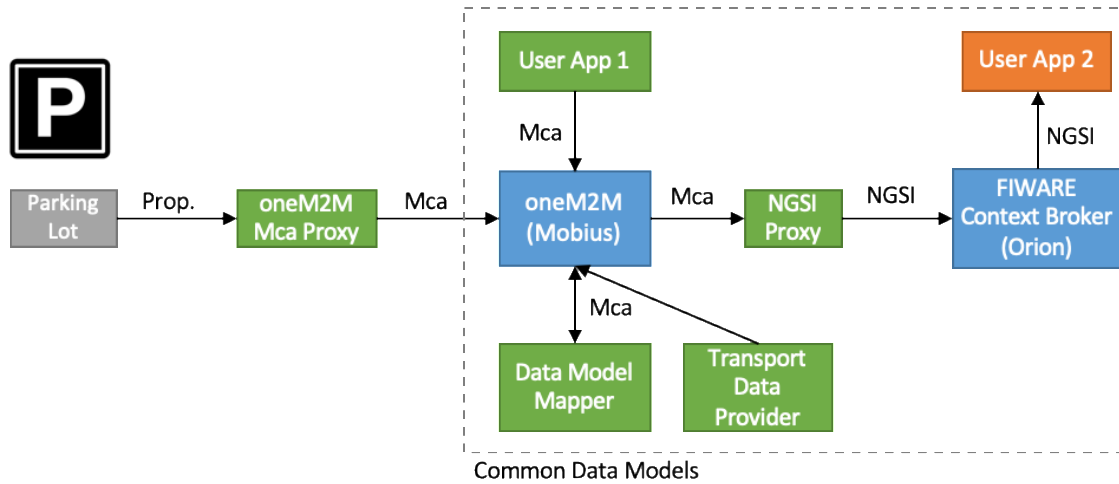 User App 1
User App 2
P
Mca
NGSI
Parking
Lot
Prop.
oneM2M
Mca Proxy
Mca
oneM2M
(Mobius)
Mca
NGSI
Proxy
NGSI
FIWARE
Context Broker
(Orion)
Mca
Data Model
Mapper
Transport
Data
Provider
Common Data Models